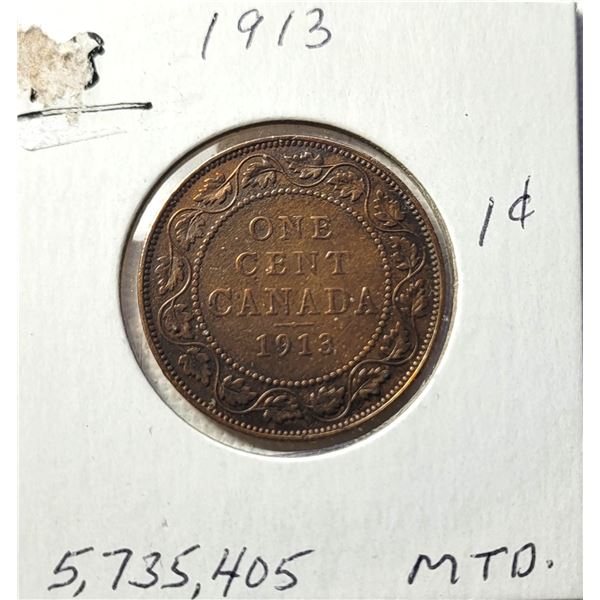 1913
1¢
ONE
CENT
CANADA
1913
5,735,405 MTD.